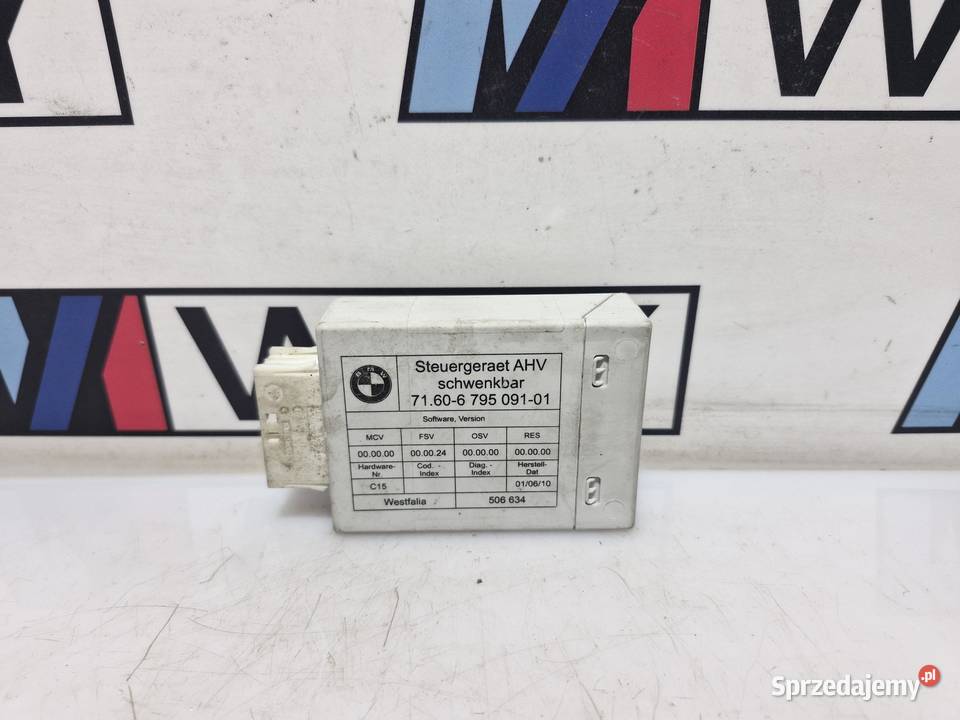 BMW
Steuergeraet AHV
schwenkbar
71.60-6 795 091-01
Software, Version
MCV FSV OSV RES
00.00.00 00.00.24 00.00.00 00.00.00
Hardware-Nr. Cod. -Index Diag. -Index Herstell-Dat
C15 01/06/10
Westfalia 506 634
Sprzedajemy.pl